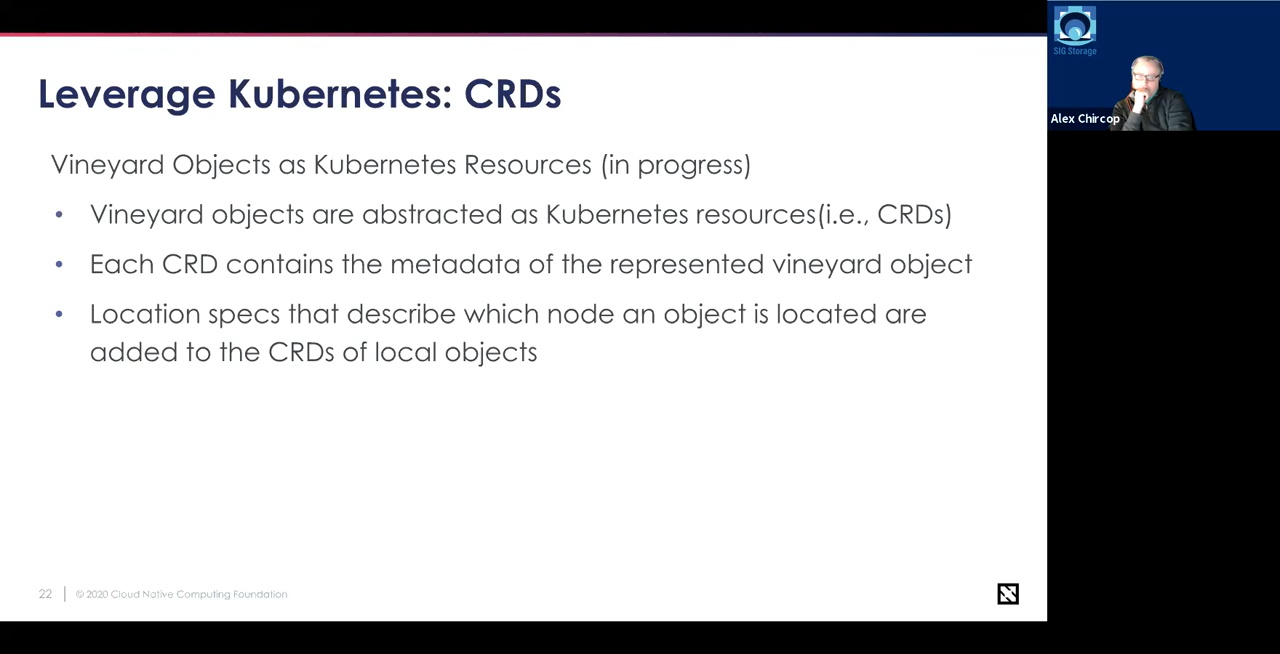 Leverage Kubernetes: CRDs
Vineyard Objects as Kubernetes Resources (in progress)
• Vineyard objects are abstracted as Kubernetes resources(i.e., CRDs)
• Each CRD contains the metadata of the represented vineyard object
• Location specs that describe which node an object is located are
added to the CRDs of local objects
22 | © 2020 Cloud Native Computing Foundation
SIG Storage
Alex Chircop